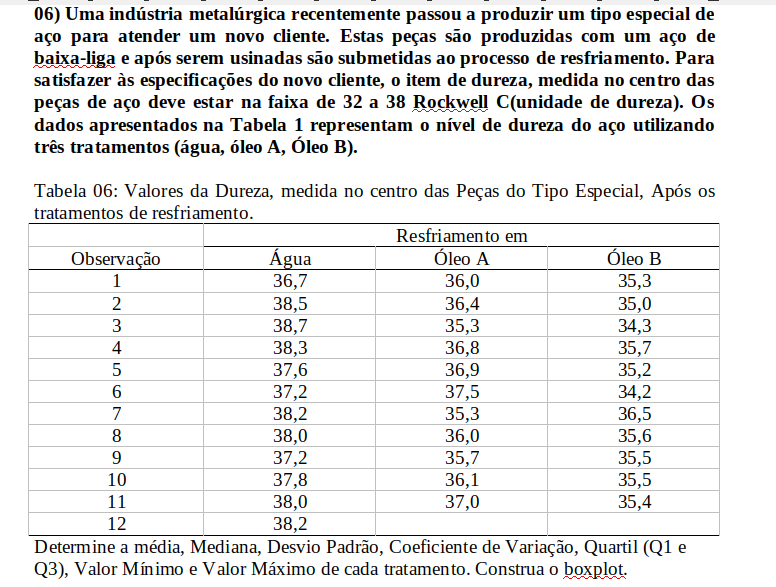 06) Uma indústria metalúrgica recentemente passou a produzir um tipo especial de
aço para atender um novo cliente. Estas peças são produzidas com um aço de
baixa-liga e após serem usinadas são submetidas ao processo de resfriamento. Para
satisfazer às especificações do novo cliente, o item de dureza, medida no centro das
peças de aço deve estar na faixa de 32 a 38 Rockwell C(unidade de dureza). Os
dados apresentados na Tabela 1 representam o nível de dureza do aço utilizando
três tratamentos (água, óleo A, Óleo B).
Tabela 06: Valores da Dureza, medida no centro das Peças do Tipo Especial, Após os
tratamentos de resfriamento.
Resfriamento em
Observação Água Óleo A Óleo B
1 36,7 36,0 35,3
2 38,5 36,4 35,0
3 38,7 35,3 34,3
4 38,3 36,8 35,7
5 37,6 36,9 35,2
6 37,2 37,5 34,2
7 38,2 35,3 36,5
8 38,0 36,0 35,6
9 37,2 35,7 35,5
10 37,8 36,1 35,5
11 38,0 37,0 35,4
12 38,2
Determine a média, Mediana, Desvio Padrão, Coeficiente de Variação, Quartil (Q1 e
Q3), Valor Mínimo e Valor Máximo de cada tratamento. Construa o boxplot.